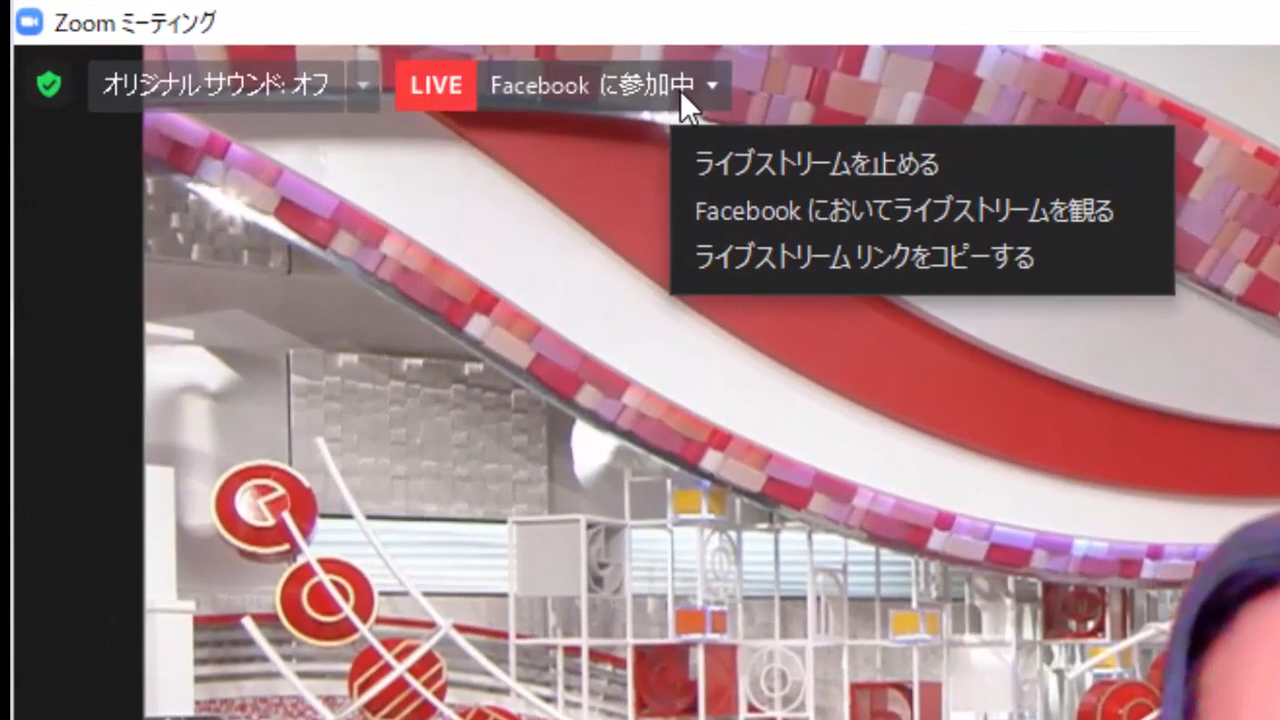 Zoom ミーティング
オリジナル サウンド: オフ
LIVE Facebook に参加中
ライブストリームを止める
Facebook においてライブストリームを観る
ライブストリーム リンクをコピーする